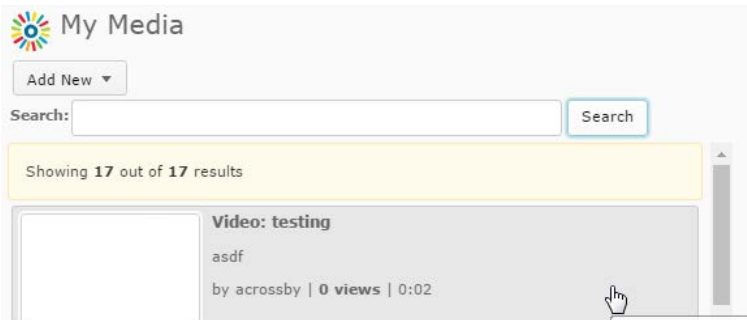 My Media
Add New
Search:
Search
Showing 17 out of 17 results
Video: testing
asdf
by acrossby | 0 views | 0:02